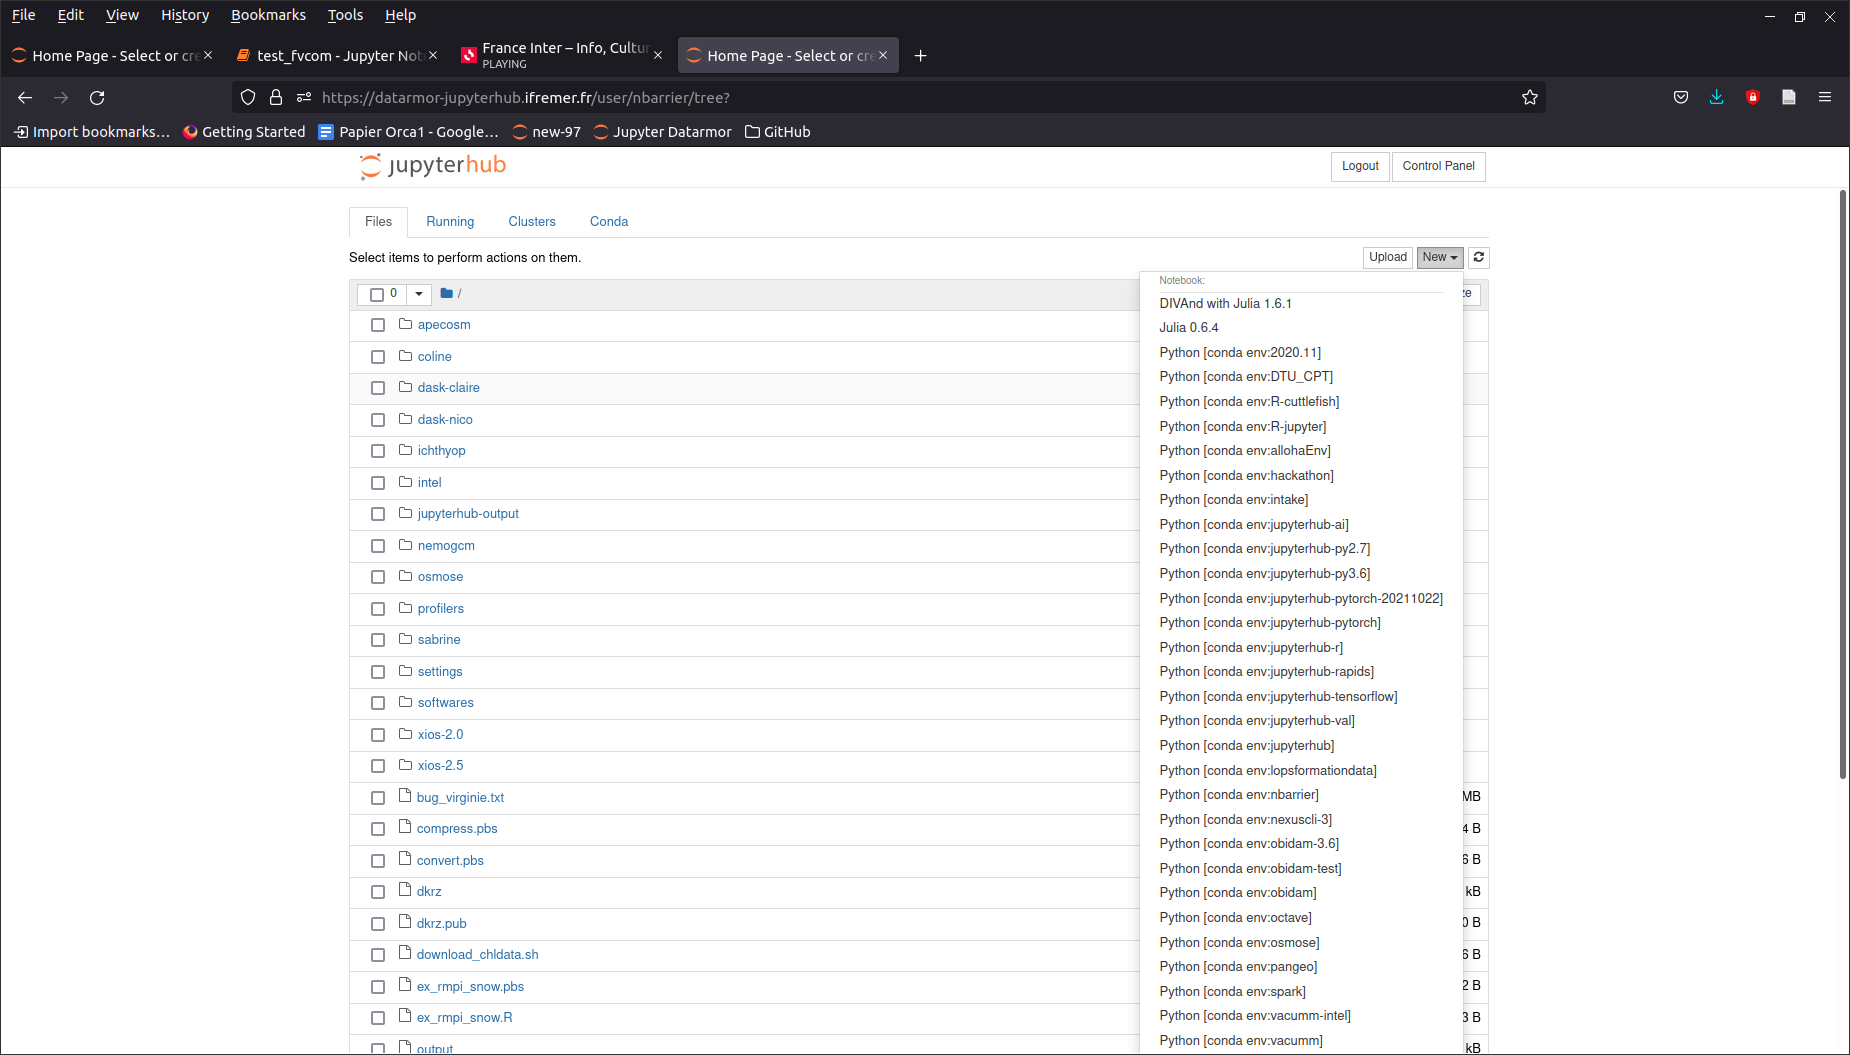 File Edit View History Bookmarks Tools Help
Home Page - Select or cre
test_fvcom - Jupyter Not
France Inter – Info, Cultur
PLAYING
Home Page - Select or cre
https://datarmor-jupyterhub.ifremer.fr/user/nbarrier/tree?
Import bookmarks… Getting Started Papier Orca1 - Google… new-97 Jupyter Datarmor GitHub
jupyterhub
Logout Control Panel
Files Running Clusters Conda
Select items to perform actions on them.
Upload New
0 /
ze
apecosm
coline
dask-claire
dask-nico
ichthyop
intel
jupyterhub-output
nemogcm
osmose
profilers
sabrine
settings
softwares
xios-2.0
xios-2.5
bug_virginie.txt MB
compress.pbs 4 B
convert.pbs 6 B
dkrz kB
dkrz.pub 0 B
download_chldata.sh 6 B
ex_rmpi_snow.pbs 2 B
ex_rmpi_snow.R 3 B
output kB
Notebook:
DIVAnd with Julia 1.6.1
Julia 0.6.4
Python [conda env:2020.11]
Python [conda env:DTU_CPT]
Python [conda env:R-cuttlefish]
Python [conda env:R-jupyter]
Python [conda env:allohaEnv]
Python [conda env:hackathon]
Python [conda env:intake]
Python [conda env:jupyterhub-ai]
Python [conda env:jupyterhub-py2.7]
Python [conda env:jupyterhub-py3.6]
Python [conda env:jupyterhub-pytorch-20211022]
Python [conda env:jupyterhub-pytorch]
Python [conda env:jupyterhub-r]
Python [conda env:jupyterhub-rapids]
Python [conda env:jupyterhub-tensorflow]
Python [conda env:jupyterhub-val]
Python [conda env:jupyterhub]
Python [conda env:lopsformationdata]
Python [conda env:nbarrier]
Python [conda env:nexuscli-3]
Python [conda env:obidam-3.6]
Python [conda env:obidam-test]
Python [conda env:obidam]
Python [conda env:octave]
Python [conda env:osmose]
Python [conda env:pangeo]
Python [conda env:spark]
Python [conda env:vacumm-intel]
Python [conda env:vacumm]